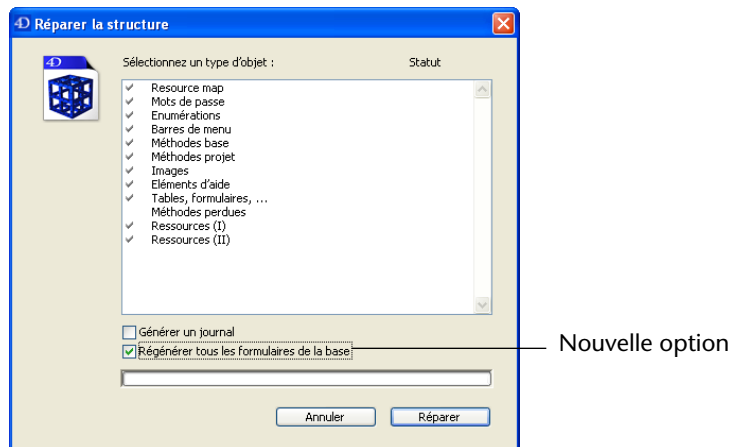 4D Réparer la structure
4D
Sélectionnez un type d'objet : Statut
Resource map
Mots de passe
Enumérations
Barres de menu
Méthodes base
Méthodes projet
Images
Eléments d'aide
Tables, formulaires, ...
Méthodes perdues
Ressources (I)
Ressources (II)
Générer un journal
Régénérer tous les formulaires de la base
Nouvelle option
Annuler Réparer